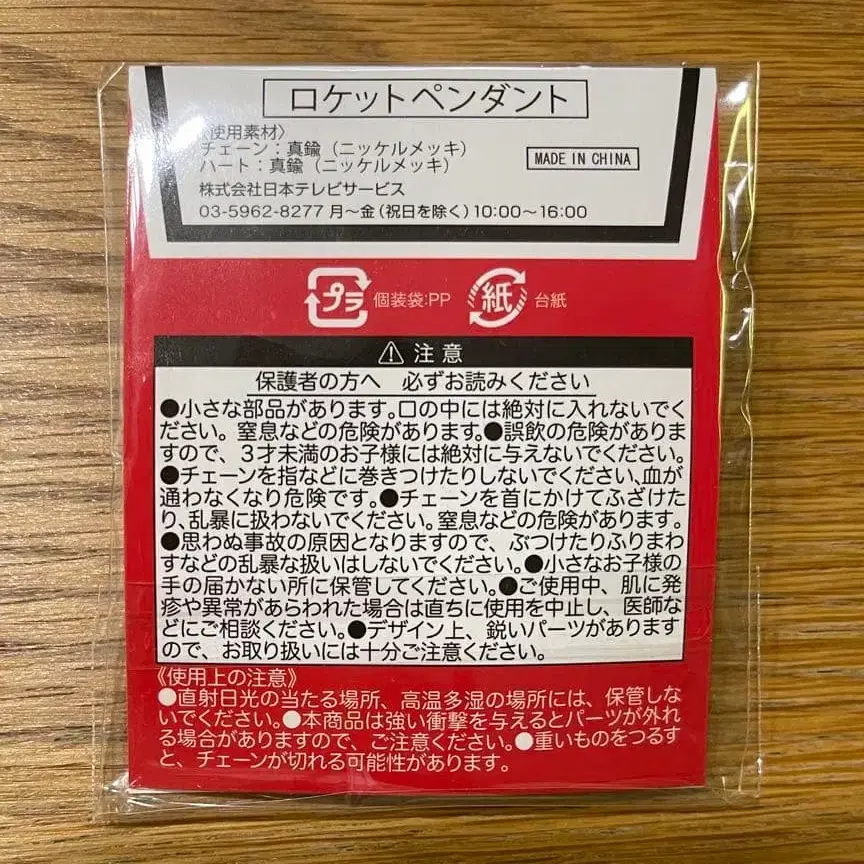 ロケットペンダント
〈使用素材〉
チェーン：真鍮（ニッケルメッキ）
ハート：真鍮（ニッケルメッキ）
MADE IN CHINA
株式会社日本テレビサービス
03-5962-8277 月～金（祝日を除く）10:00～16:00
プラ 個装袋:PP 紙 台紙
⚠ 注意
保護者の方へ 必ずお読みください
●小さな部品があります。口の中には絶対に入れないでく
ださい。窒息などの危険があります。●誤飲の危険がありま
すので、3才未満のお子様には絶対に与えないでください。
●チェーンを指などに巻きつけたりしないでください、血が
通わなくなり危険です。●チェーンを首にかけてふざけた
り、乱暴に扱わないでください。窒息などの危険があります。
●思わぬ事故の原因となりますので、ぶつけたりふりまわ
すなどの乱暴な扱いはしないでください。●小さなお子様の
手の届かない所に保管してください。●ご使用中、肌に発
疹や異常があらわれた場合は直ちに使用を中止し、医師な
どにご相談ください。●デザイン上、鋭いパーツがあります
ので、お取り扱いには十分ご注意ください。
《使用上の注意》
●直射日光の当たる場所、高温多湿の場所には、保管しな
いでください。●本商品は強い衝撃を与えるとパーツが外れ
る場合がありますので、ご注意ください。●重いものをつるす
と、チェーンが切れる可能性があります。